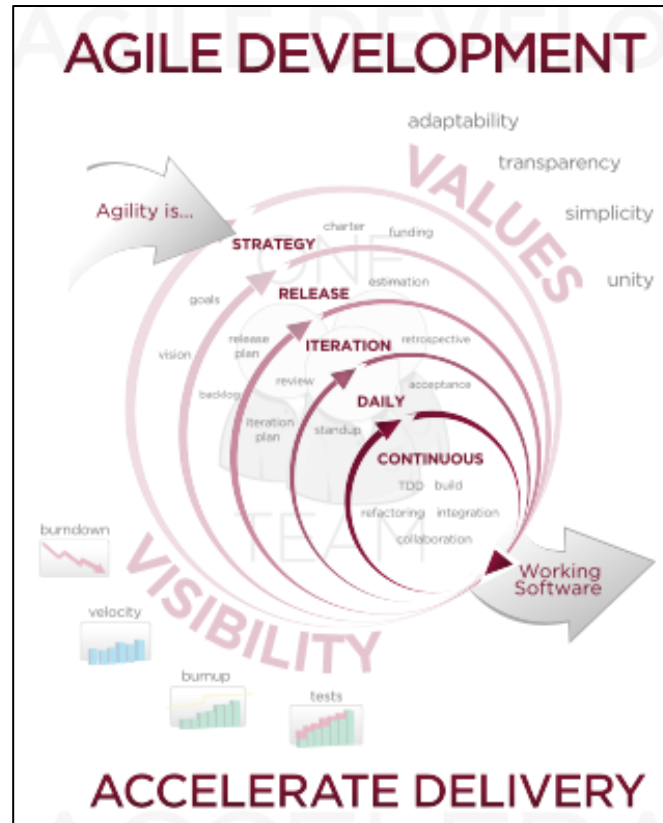 AGILE DEVELOPMENT
adaptability
transparency
simplicity
unity
VALUES
Agility is...
charter
funding
STRATEGY
goals
estimation
RELEASE
vision
release
plan
retrospective
ITERATION
backlog
review
acceptance
DAILY
iteration
plan
standup
CONTINUOUS
TDD build
refactoring integration
collaboration
ONE
TEAM
Working
Software
VISIBILITY
burndown
velocity
burnup
tests
ACCELERATE DELIVERY